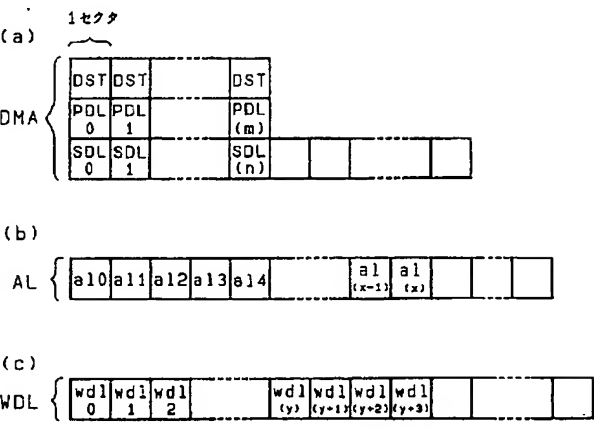 1セクタ
(a)
DST DST DST
DMA
PDL 0 PDL 1 PDL (m)
SDL 0 SDL 1 SDL (n)
(b)
AL
al0 al1 al2 al3 al4 al (x-1) al (x)
(c)
WDL
wdl 0 wdl 1 wdl 2 wdl (y) wdl (y+1) wdl (y+2) wdl (y+3)